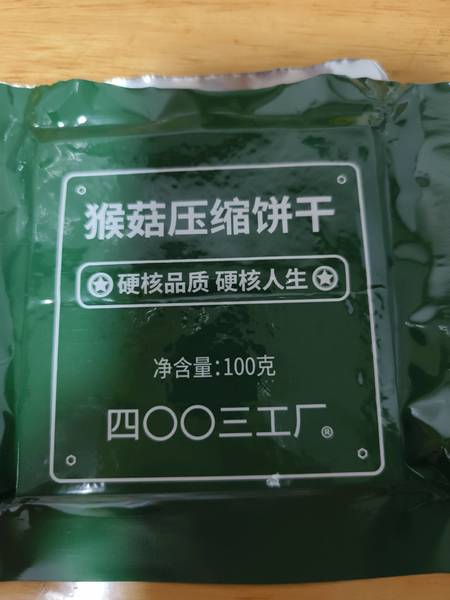 猴菇压缩饼干
硬核品质 硬核人生
净含量:100克
四〇〇三工厂®